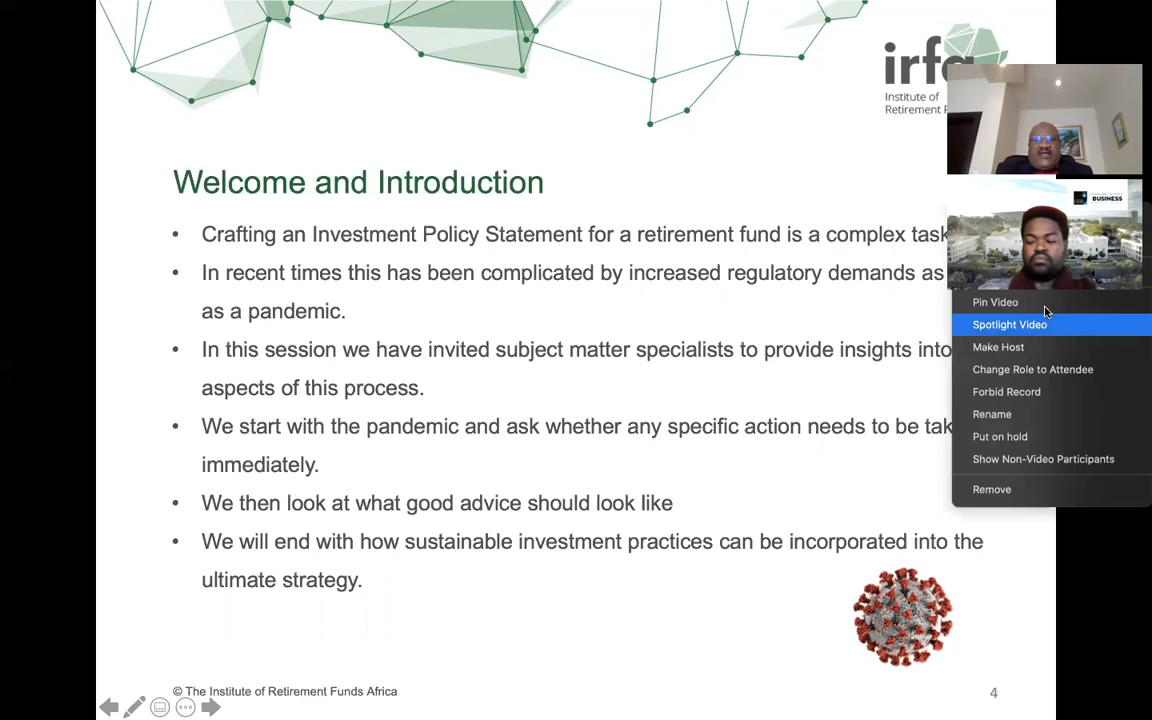 irfa
Institute of
Retirement F
Welcome and Introduction
• Crafting an Investment Policy Statement for a retirement fund is a complex task
• In recent times this has been complicated by increased regulatory demands as
as a pandemic.
• In this session we have invited subject matter specialists to provide insights into
aspects of this process.
• We start with the pandemic and ask whether any specific action needs to be tak
immediately.
• We then look at what good advice should look like
• We will end with how sustainable investment practices can be incorporated into the
ultimate strategy.
© The Institute of Retirement Funds Africa
4
BUSINESS
Pin Video
Spotlight Video
Make Host
Change Role to Attendee
Forbid Record
Rename
Put on hold
Show Non-Video Participants
Remove